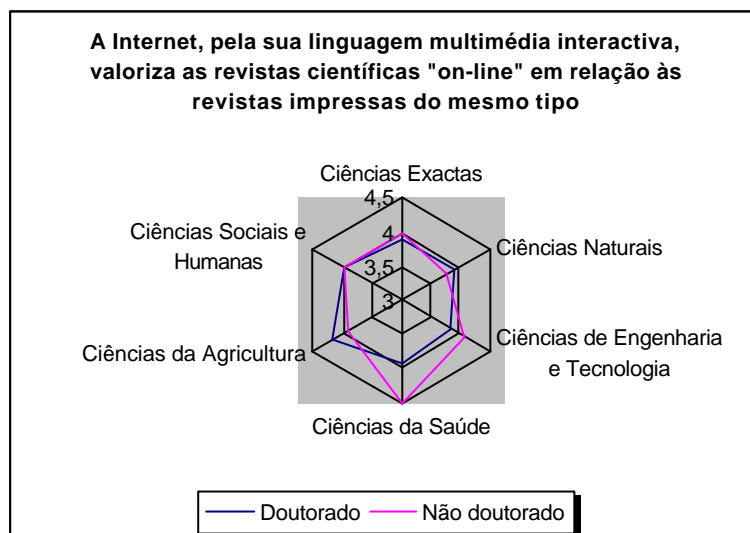 A Internet, pela sua linguagem multimédia interactiva,
valoriza as revistas científicas "on-line" em relação às
revistas impressas do mesmo tipo
Ciências Exactas
4,5
4
3,5
3
Ciências Naturais
Ciências de Engenharia
e Tecnologia
Ciências da Saúde
Ciências da Agricultura
Ciências Sociais e
Humanas
Doutorado
Não doutorado